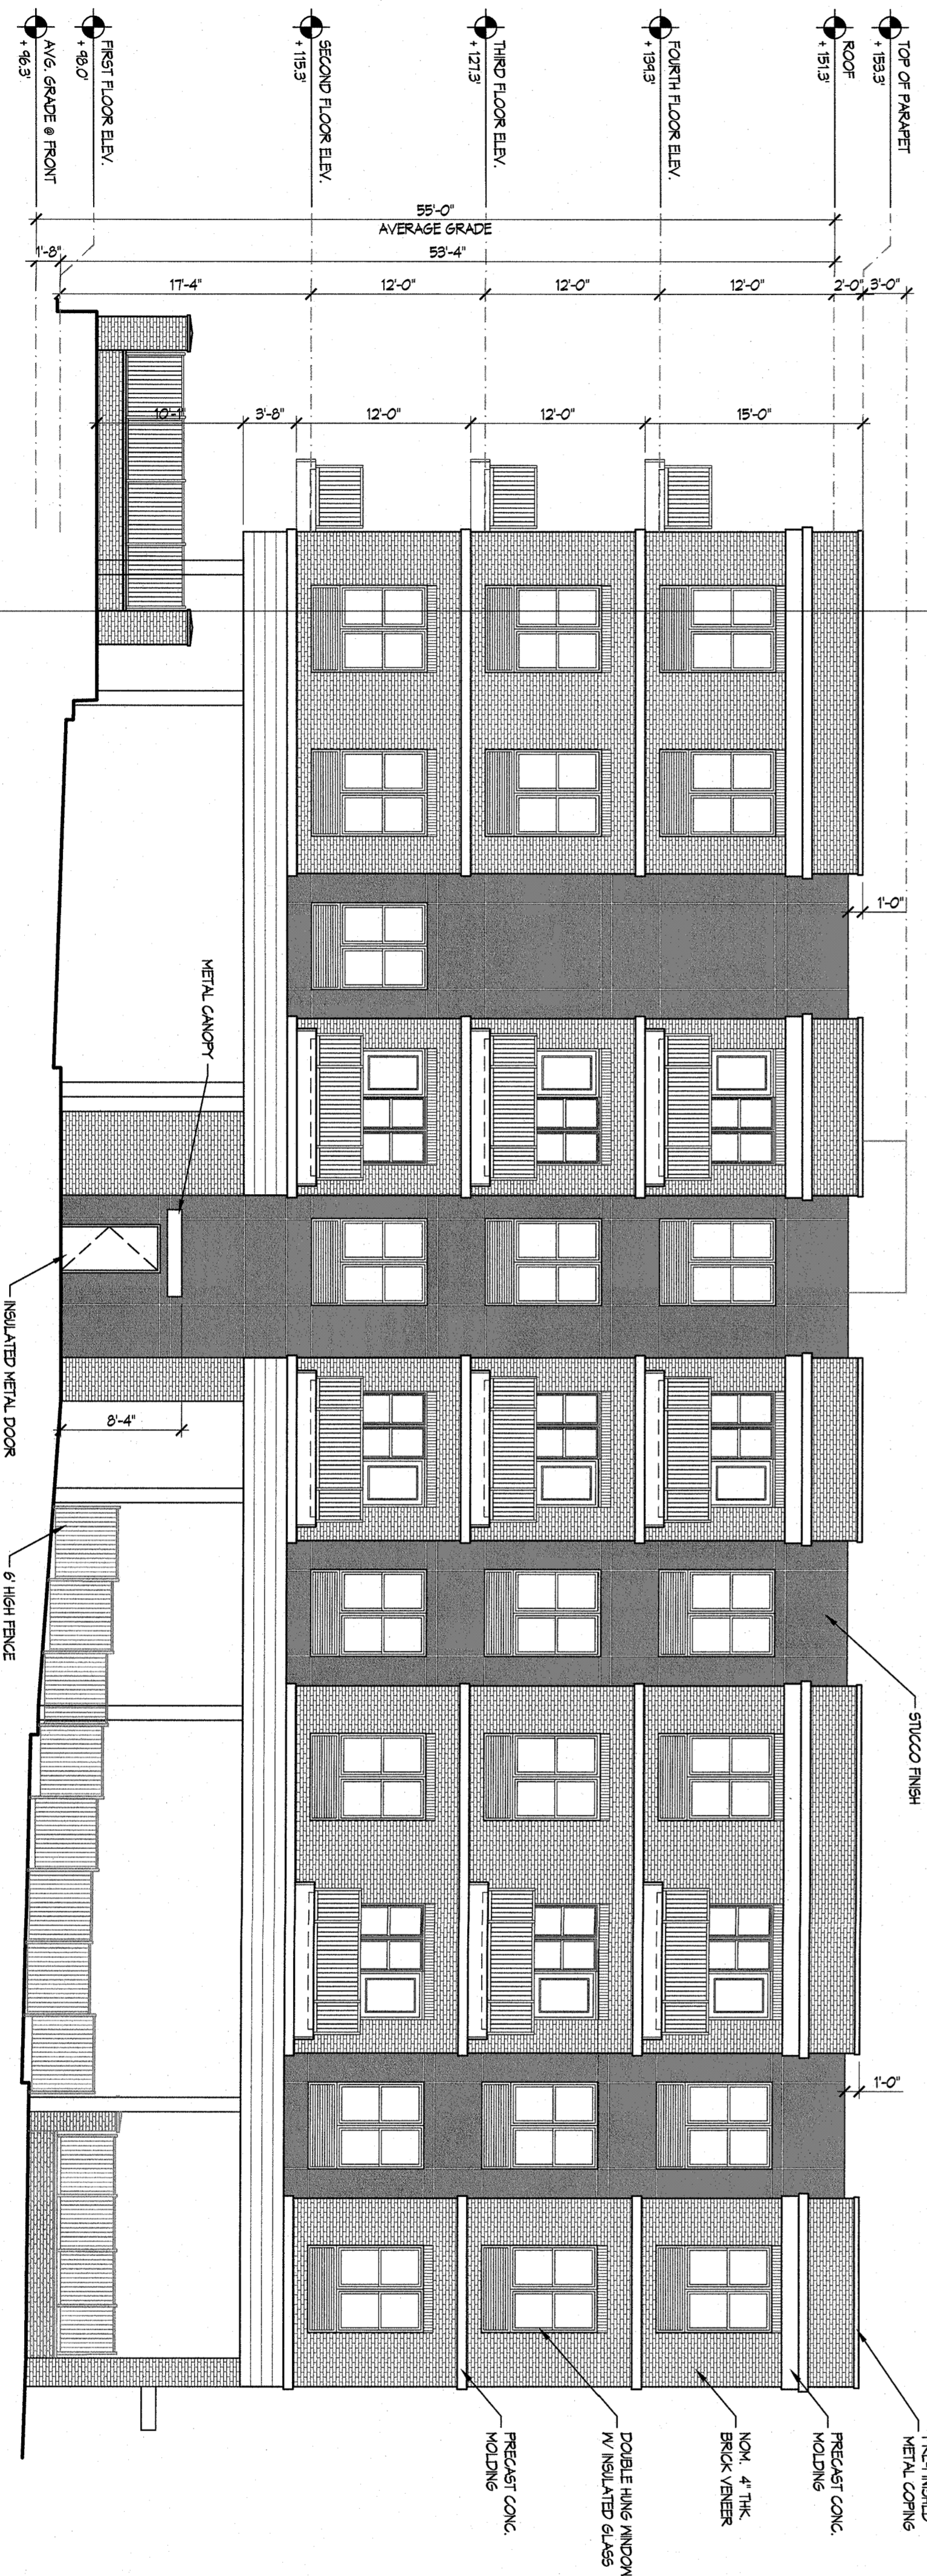 TOP OF PARAPET
+ 153.3'
ROOF
+ 151.3'
FOURTH FLOOR ELEV.
+ 139.3'
THIRD FLOOR ELEV.
+ 127.3'
SECOND FLOOR ELEV.
+ 115.3'
FIRST FLOOR ELEV.
+ 98.0'
AVG. GRADE @ FRONT
+ 96.3'
55'-0"
AVERAGE GRADE
53'-4"
1'-8"
17'-4"
12'-0"
12'-0"
12'-0"
2'-0"
3'-0"
10'-1"
3'-8"
12'-0"
12'-0"
15'-0"
1'-0"
METAL CANOPY
INSULATED METAL DOOR
8'-4"
6' HIGH FENCE
STUCCO FINISH
1'-0"
METAL COPING
PRECAST CONC.
MOLDING
NOM. 4" THK.
BRICK VENEER
DOUBLE HUNG WINDOW
W/ INSULATED GLASS
PRECAST CONC.
MOLDING